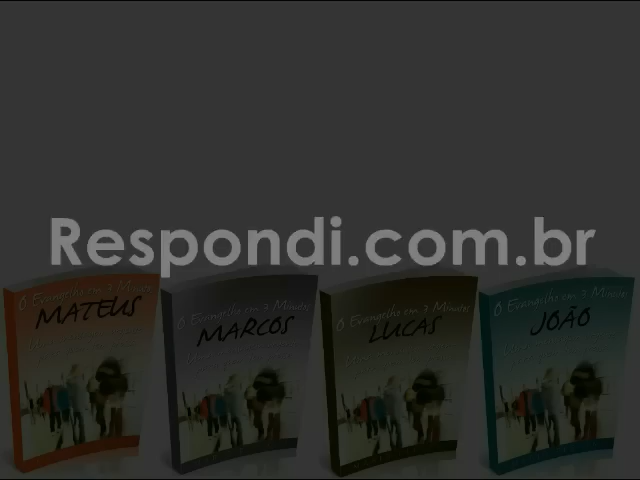 Respondi.com.br
O Evangelho em 3 Minutos
MATEUS
O Evangelho em 3 Minutos
MARCOS
O Evangelho em 3 Minutos
LUCAS
O Evangelho em 3 Minutos
JOÃO